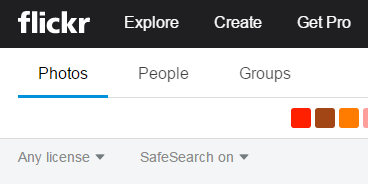 flickr Explore Create Get Pro
Photos People Groups
Any license SafeSearch on